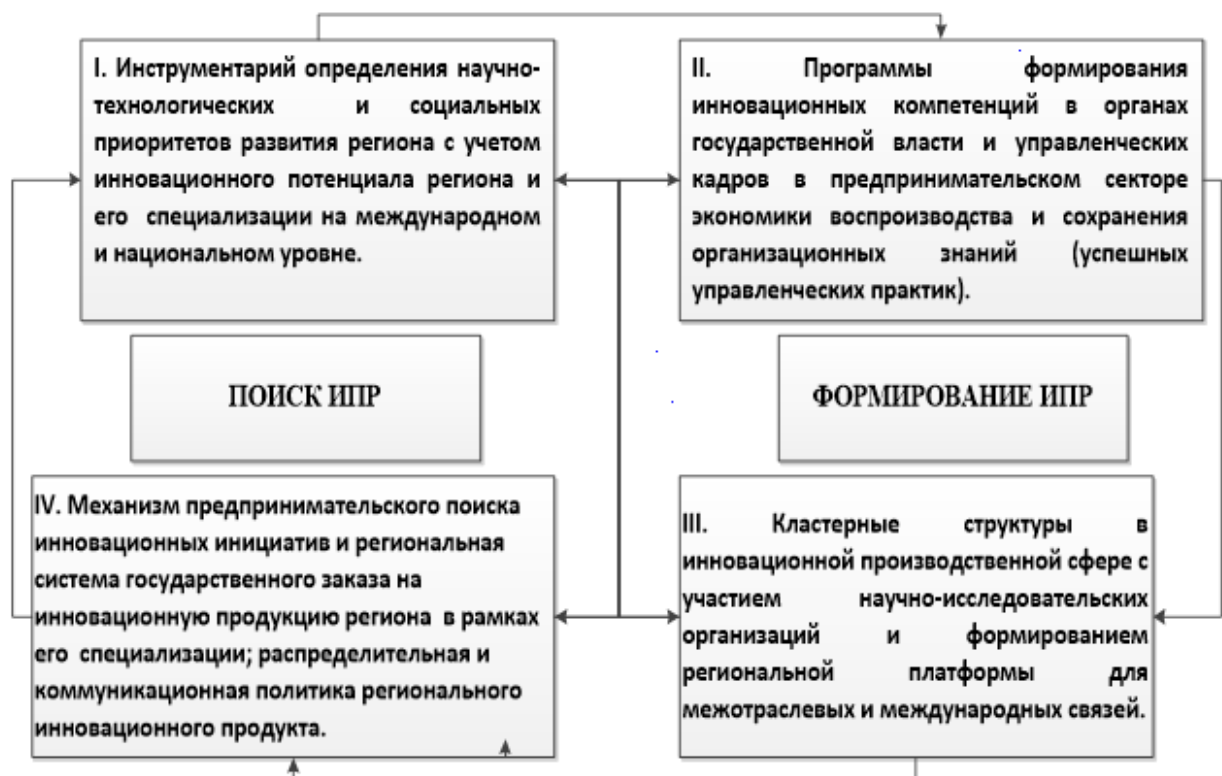 I. Инструментарий определения научно-
технологических и социальных
приоритетов развития региона с учетом
инновационного потенциала региона и
его специализации на международном
и национальном уровне.
II. Программы формирования
инновационных компетенций в органах
государственной власти и управленческих
кадров в предпринимательском секторе
экономики воспроизводства и сохранения
организационных знаний (успешных
управленческих практик).
ПОИСК ИПР
ФОРМИРОВАНИЕ ИПР
IV. Механизм предпринимательского поиска
инновационных инициатив и региональная
система государственного заказа на
инновационную продукцию региона в рамках
его специализации; распределительная и
коммуникационная политика регионального
инновационного продукта.
III. Кластерные структуры в
инновационной производственной сфере с
участием научно-исследовательских
организаций и формированием
региональной платформы для
межотраслевых и международных связей.